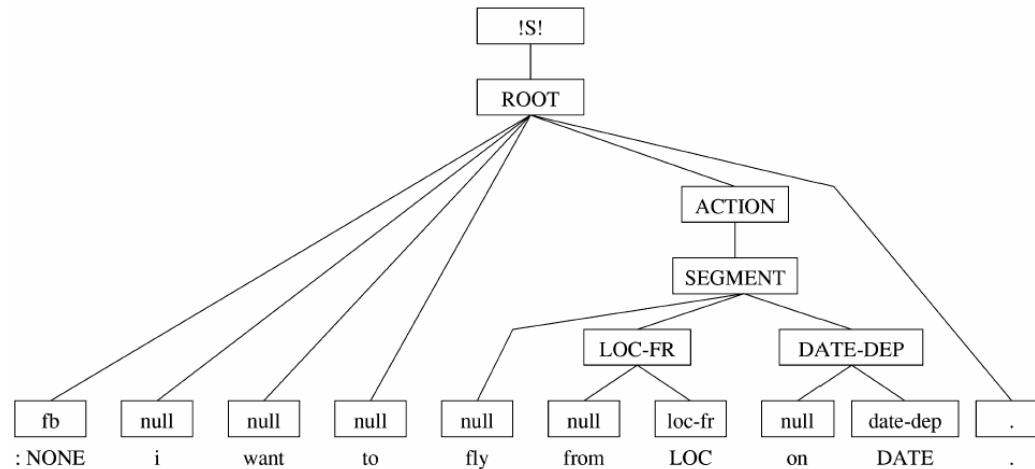 !S!
ROOT
ACTION
SEGMENT
LOC-FR DATE-DEP
fb null null null null null loc-fr null date-dep .
: NONE i want to fly from LOC on DATE .